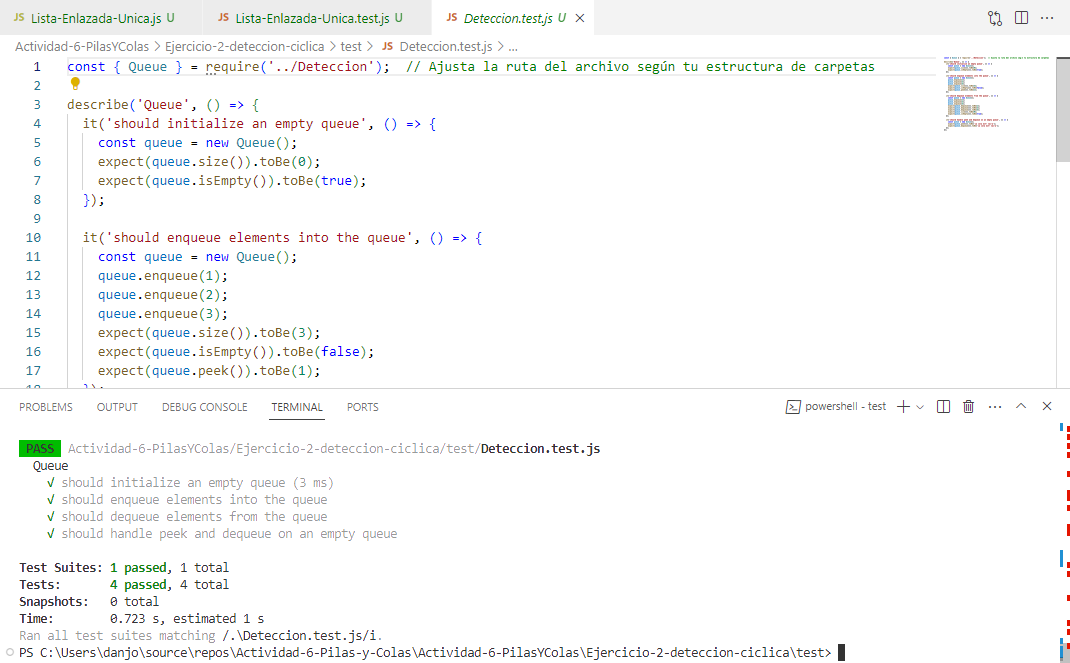 JS Lista-Enlazada-Unica.js U JS Lista-Enlazada-Unica.test.js U JS Deteccion.test.js U
Actividad-6-PilasYColas > Ejercicio-2-deteccion-ciclica > test > JS Deteccion.test.js > ...
1 const { Queue } = require('../Deteccion'); // Ajusta la ruta del archivo según tu estructura de carpetas
2
3 describe('Queue', () => {
4 it('should initialize an empty queue', () => {
5 const queue = new Queue();
6 expect(queue.size()).toBe(0);
7 expect(queue.isEmpty()).toBe(true);
8 });
9
10 it('should enqueue elements into the queue', () => {
11 const queue = new Queue();
12 queue.enqueue(1);
13 queue.enqueue(2);
14 queue.enqueue(3);
15 expect(queue.size()).toBe(3);
16 expect(queue.isEmpty()).toBe(false);
17 expect(queue.peek()).toBe(1);
18 });
PROBLEMS OUTPUT DEBUG CONSOLE TERMINAL PORTS powershell - test
PASS Actividad-6-PilasYColas/Ejercicio-2-deteccion-ciclica/test/Deteccion.test.js
Queue
√ should initialize an empty queue (3 ms)
√ should enqueue elements into the queue
√ should dequeue elements from the queue
√ should handle peek and dequeue on an empty queue
Test Suites: 1 passed, 1 total
Tests: 4 passed, 4 total
Snapshots: 0 total
Time: 0.723 s, estimated 1 s
Ran all test suites matching /.\Deteccion.test.js/i.
PS C:\Users\danjo\source\repos\Actividad-6-Pilas-y-Colas\Actividad-6-PilasYColas\Ejercicio-2-deteccion-ciclica\test>